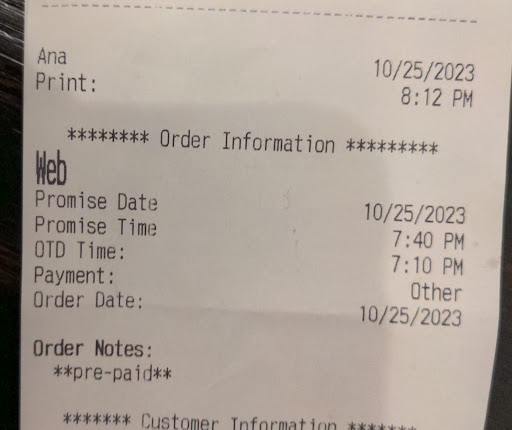 Ana 10/25/2023
Print: 8:12 PM
******** Order Information *********
Web
Promise Date 10/25/2023
Promise Time 7:40 PM
OTD Time: 7:10 PM
Payment: Other
Order Date: 10/25/2023
Order Notes:
**pre-paid**
******* Customer Information *******